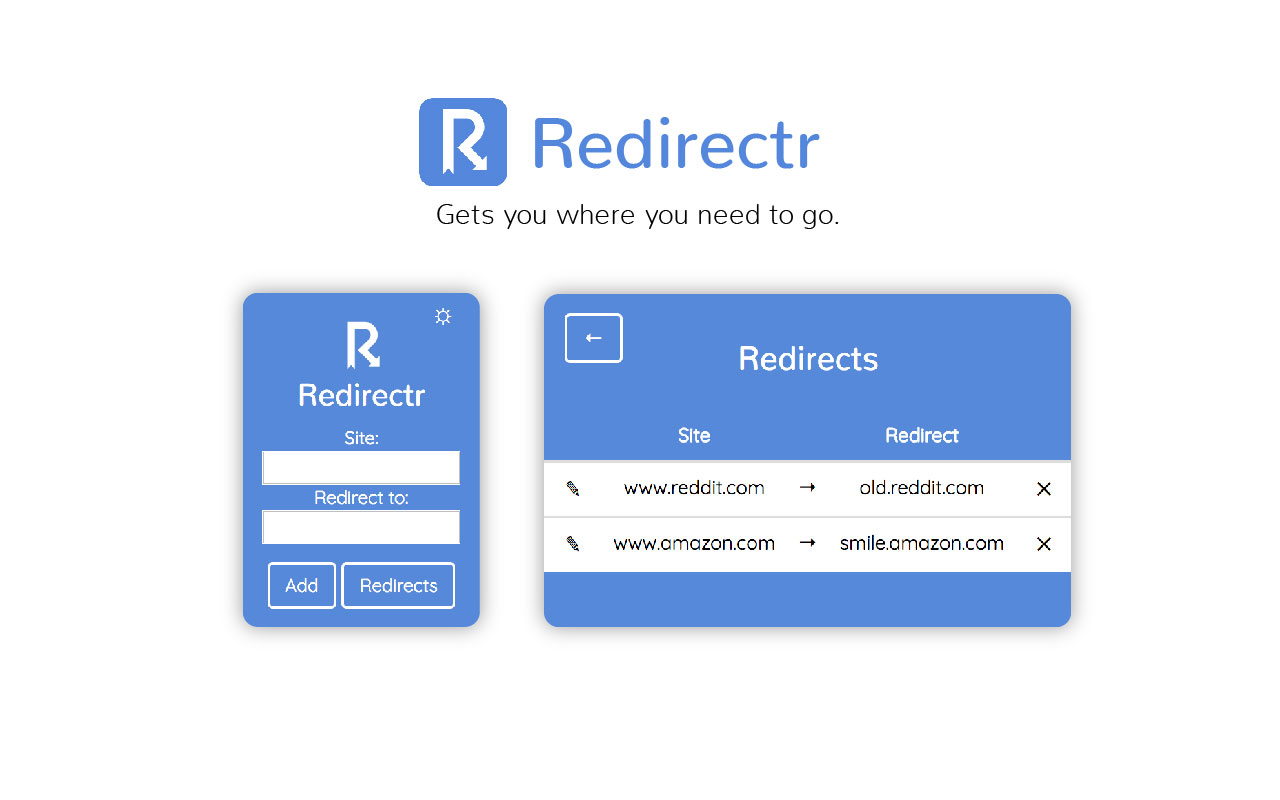 R Redirectr
Gets you where you need to go.
R
Redirectr
Site:
Redirect to:
Add Redirects
←
Redirects
Site Redirect
www.reddit.com → old.reddit.com ×
www.amazon.com → smile.amazon.com ×